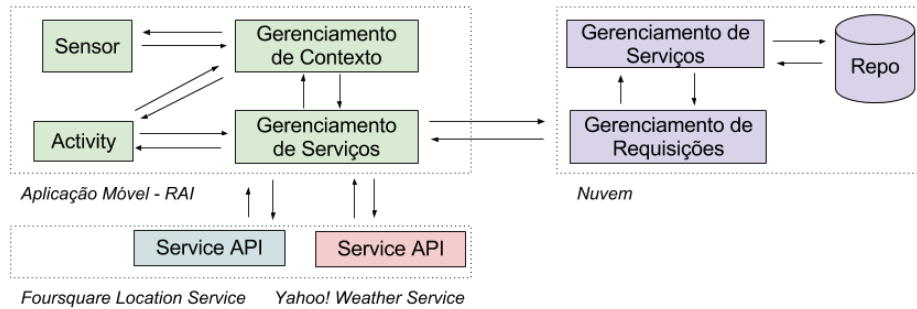 Sensor
Gerenciamento
de Contexto
Activity
Gerenciamento
de Serviços
Aplicação Móvel - RAI
Gerenciamento de
Serviços
Repo
Gerenciamento de
Requisições
Nuvem
Service API
Service API
Foursquare Location Service
Yahoo! Weather Service